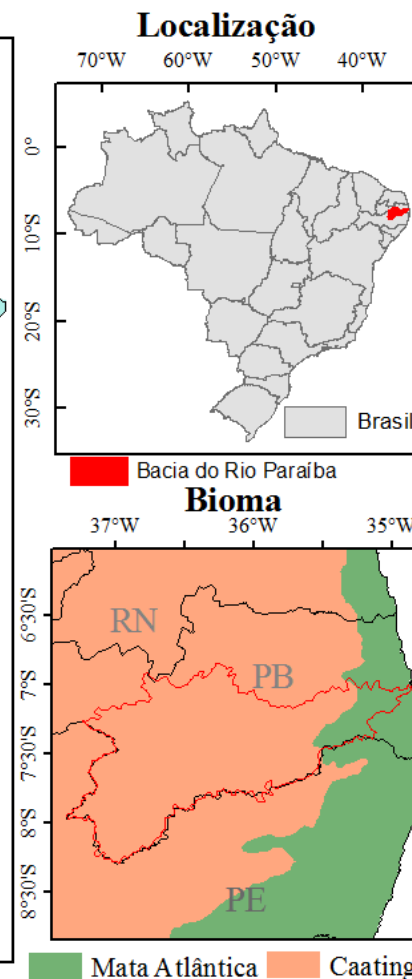 Localização
70°W 60°W 50°W 40°W
0°
10°S
20°S
30°S
Brasil
Bacia do Rio Paraíba
Bioma
37°W 36°W 35°W
6°30'S
RN
PB
7°S
7°30'S
8°S
8°30'S
PE
Mata Atlântica Caating